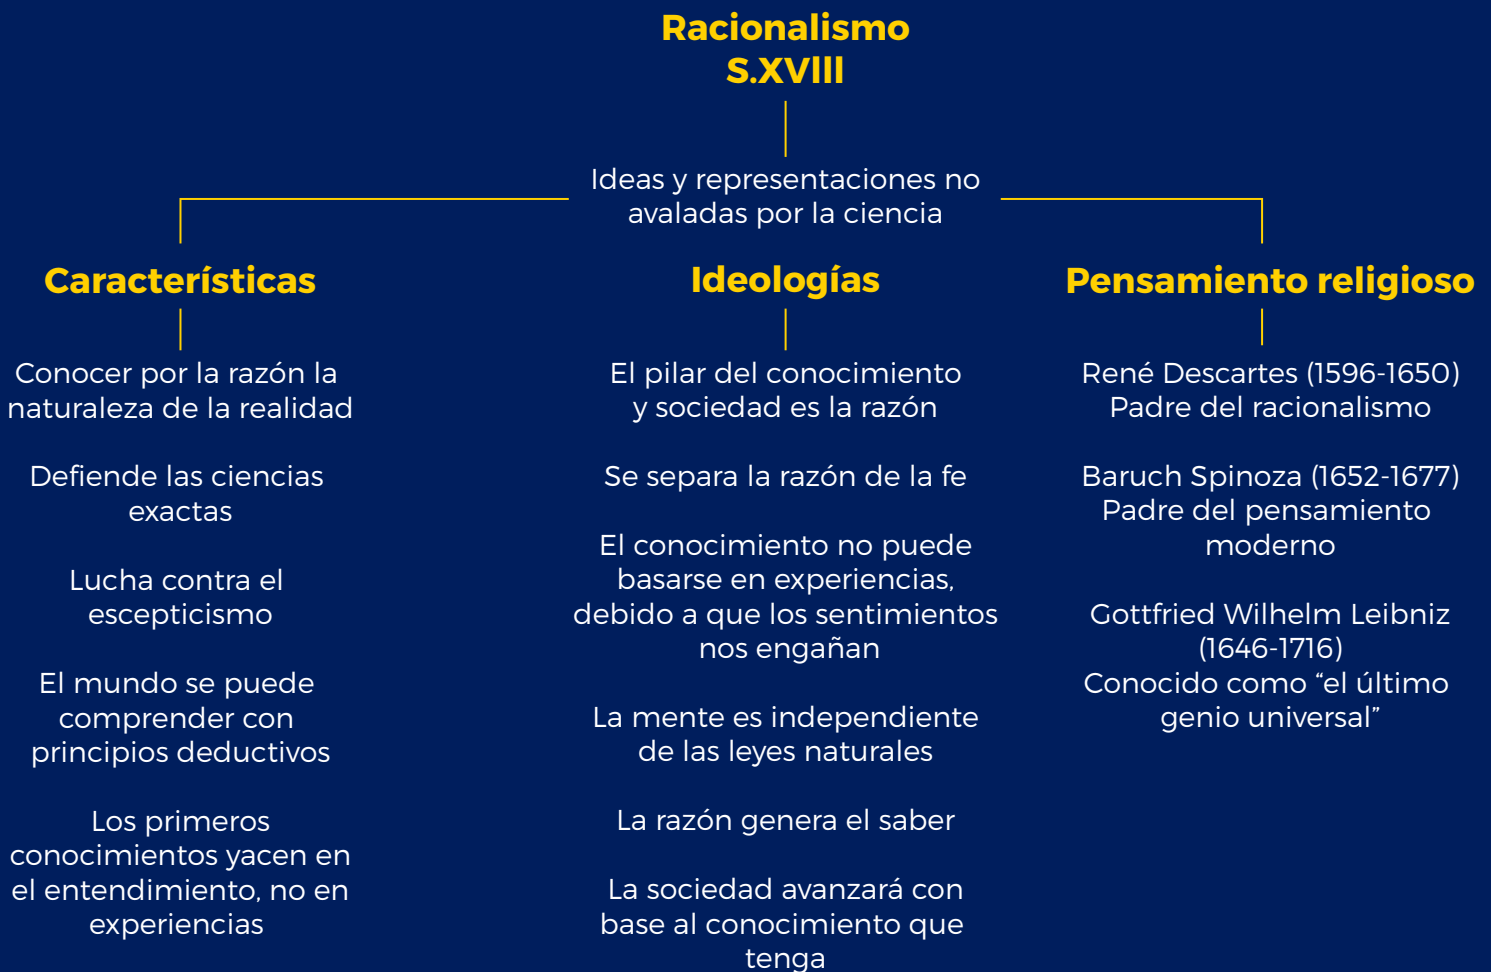 Racionalismo
S.XVlll
Ideas y representaciones no
avaladas por la ciencia
Características
Conocer por la razón la
naturaleza de la realidad
Defiende las ciencias
exactas
Lucha contra el
escepticismo
El mundo se puede
comprender con
principios deductivos
Los primeros
conocimientos yacen en
el entendimiento, no en
experiencias
Ideologías
El pilar del conocimiento
y sociedad es la razón
Se separa la razón de la fe
El conocimiento no puede
basarse en experiencias,
debido a que los sentimientos
nos engañan
La mente es independiente
de las leyes naturales
La razón genera el saber
La sociedad avanzará con
base al conocimiento que
tenga
Pensamiento religioso
René Descartes (1596-1650)
Padre del racionalismo
Baruch Spinoza (1652-1677)
Padre del pensamiento
moderno
Gottfried Wilhelm Leibniz
(1646-1716)
Conocido como “el último
genio universal”